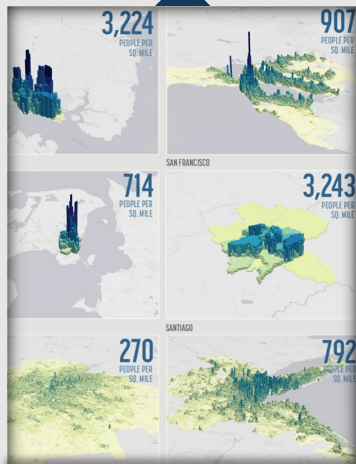 3,224
PEOPLE PER
SQ. MILE
907
PEOPLE PER
SQ. MILE
SAN FRANCISCO
714
PEOPLE PER
SQ. MILE
3,243
PEOPLE PER
SQ. MILE
SANTIAGO
270
PEOPLE PER
SQ. MILE
792
PEOPLE PER
SQ. MILE